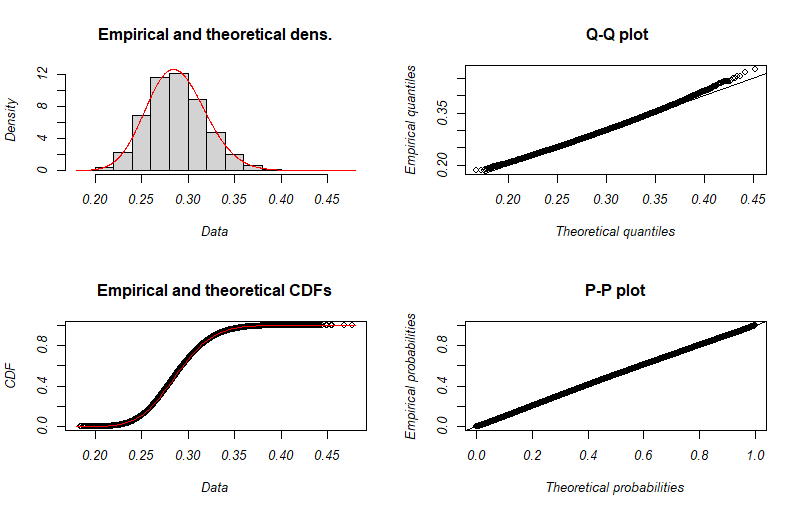 Empirical and theoretical dens.
Density
0 4 8 12
0.20 0.25 0.30 0.35 0.40 0.45
Data
Q-Q plot
Empirical quantiles
0.20 0.35
0.20 0.25 0.30 0.35 0.40 0.45
Theoretical quantiles
Empirical and theoretical CDFs
CDF
0.0 0.4 0.8
0.20 0.25 0.30 0.35 0.40 0.45
Data
P-P plot
Empirical probabilities
0.0 0.4 0.8
0.0 0.2 0.4 0.6 0.8 1.0
Theoretical probabilities